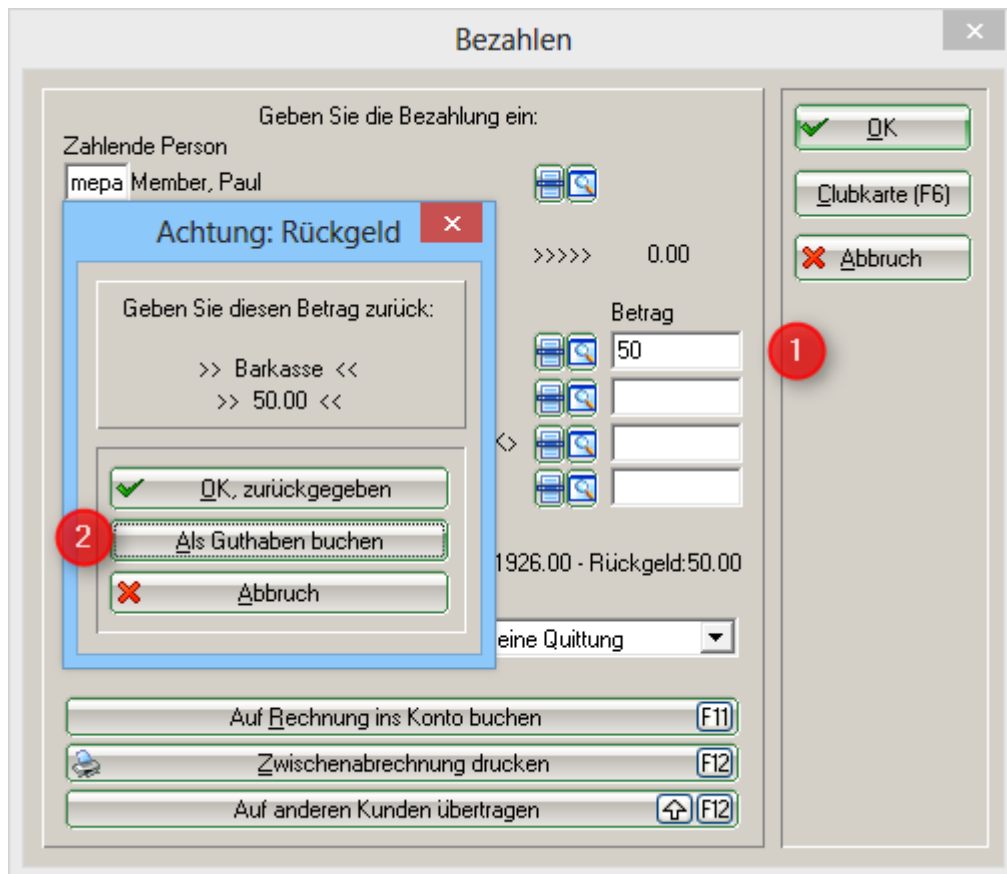 Bezahlen
Geben Sie die Bezahlung ein:
Zahlende Person
mepa Member, Paul
OK
Clubkarte (F6)
Abbruch
>>>>> 0.00
Betrag
50
1
<>
1926.00 - Rückgeld:50.00
eine Quittung
Achtung: Rückgeld
Geben Sie diesen Betrag zurück:
>> Barkasse <<
>> 50.00 <<
OK, zurückgegeben
2
Als Guthaben buchen
Abbruch
Auf Rechnung ins Konto buchen F11
Zwischenabrechnung drucken F12
Auf anderen Kunden übertragen F12